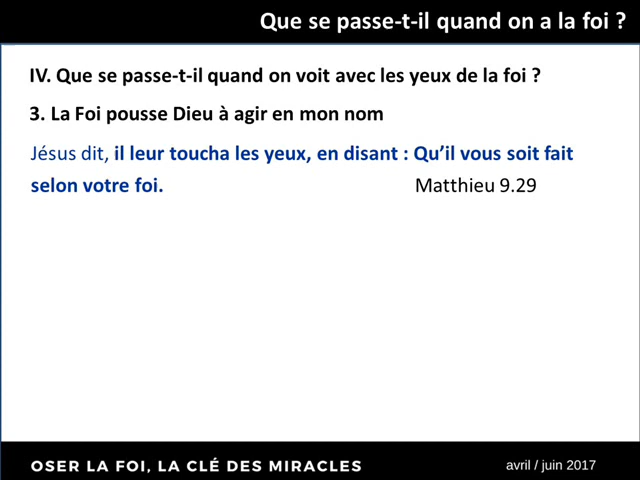 Que se passe-t-il quand on a la foi ?
IV. Que se passe-t-il quand on voit avec les yeux de la foi ?
3. La Foi pousse Dieu à agir en mon nom
Jésus dit, il leur toucha les yeux, en disant : Qu’il vous soit fait
selon votre foi. Matthieu 9.29
OSER LA FOI, LA CLÉ DES MIRACLES avril / juin 2017